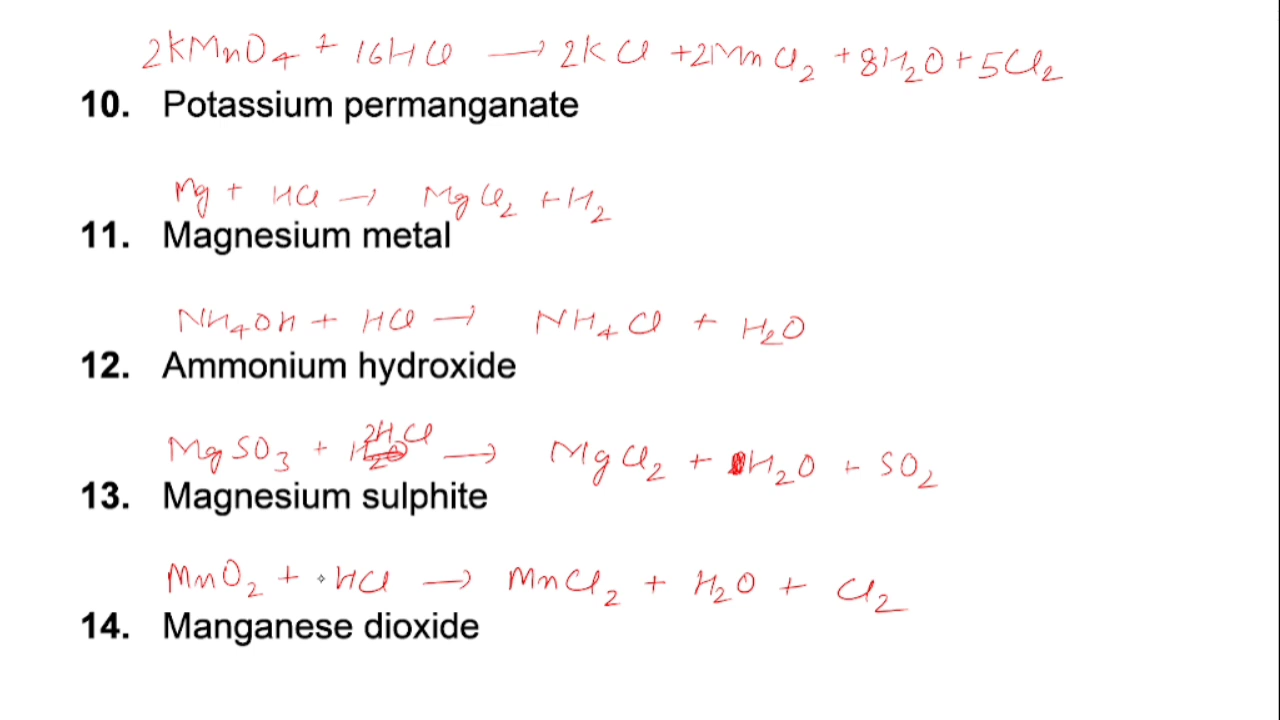 2KMnO₄ + 16HCl → 2KCl + 2MnCl₂ + 8H₂O + 5Cl₂
10. Potassium permanganate
Mg + HCl → MgCl₂ + H₂
11. Magnesium metal
NH₄OH + HCl → NH₄Cl + H₂O
12. Ammonium hydroxide
MgSO₃ + 2HCl → MgCl₂ + H₂O + SO₂
13. Magnesium sulphite
MnO₂ + HCl → MnCl₂ + H₂O + Cl₂
14. Manganese dioxide